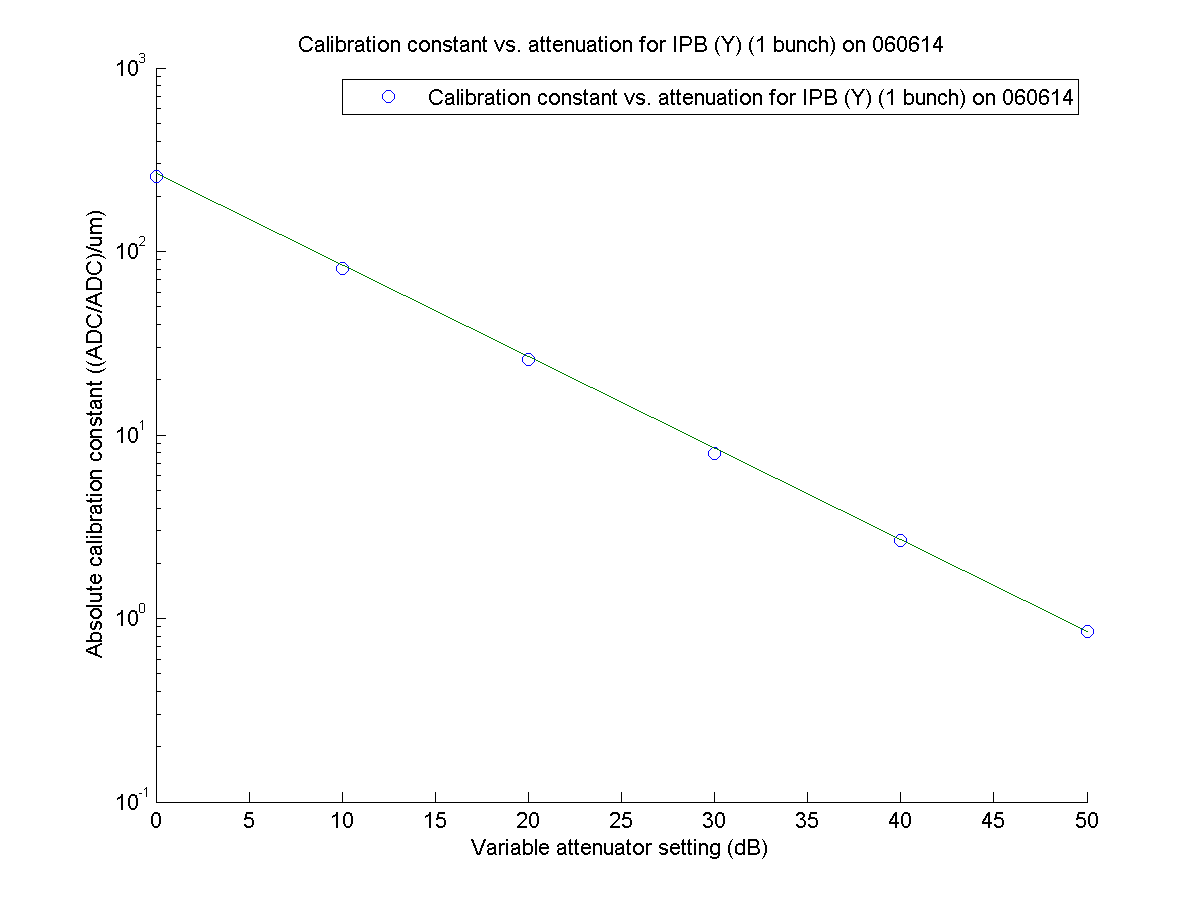 Calibration constant vs. attenuation for IPB (Y) (1 bunch) on 060614
Calibration constant vs. attenuation for IPB (Y) (1 bunch) on 060614
Absolute calibration constant ((ADC/ADC)/um)
10^3
10^2
10^1
10^0
10^-1
0 5 10 15 20 25 30 35 40 45 50
Variable attenuator setting (dB)